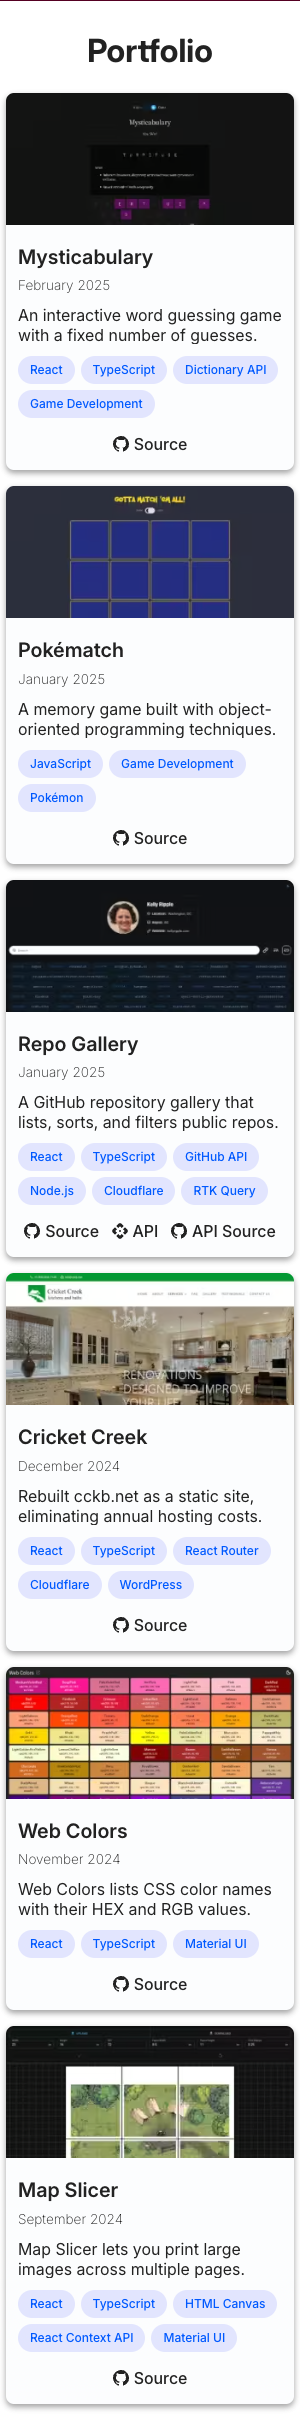 Portfolio
Mysticabulary
Mysticabulary
February 2025
An interactive word guessing game
with a fixed number of guesses.
React TypeScript Dictionary API
Game Development
Source
GOTTA MATCH 'EM ALL!
Pokématch
January 2025
A memory game built with object-
oriented programming techniques.
JavaScript Game Development
Pokémon
Source
Kelly Ripple
Repo Gallery
January 2025
A GitHub repository gallery that
lists, sorts, and filters public repos.
React TypeScript GitHub API
Node.js Cloudflare RTK Query
Source API API Source
Cricket Creek
RENOVATIONS
DESIGNED TO IMPROVE
YOUR LIFE
Cricket Creek
December 2024
Rebuilt cckb.net as a static site,
eliminating annual hosting costs.
React TypeScript React Router
Cloudflare WordPress
Source
Web Colors
Web Colors
November 2024
Web Colors lists CSS color names
with their HEX and RGB values.
React TypeScript Material UI
Source
Map Slicer
September 2024
Map Slicer lets you print large
images across multiple pages.
React TypeScript HTML Canvas
React Context API Material UI
Source